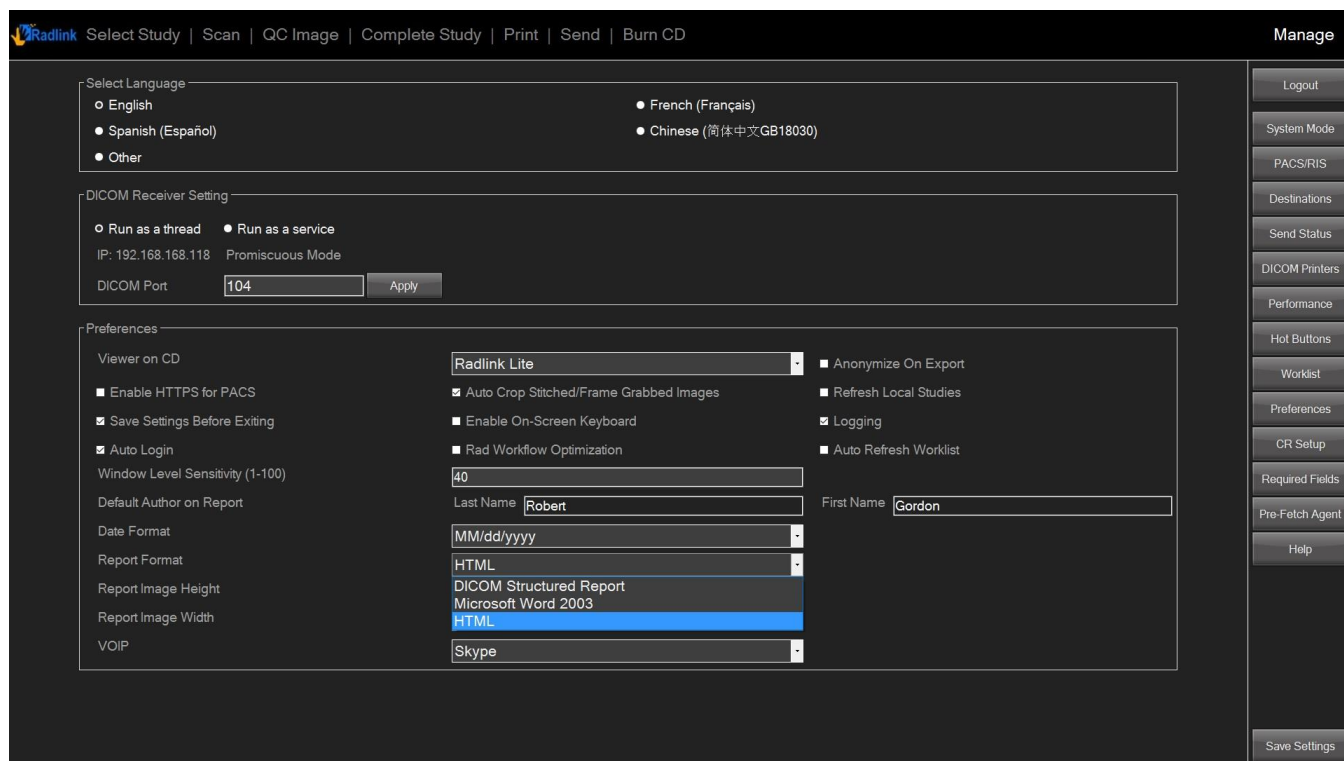 Radlink Select Study | Scan | QC Image | Complete Study | Print | Send | Burn CD Manage
Select Language
English French (Français)
Spanish (Español) Chinese (简体中文GB18030)
Other
DICOM Receiver Setting
Run as a thread Run as a service
IP: 192.168.168.118 Promiscuous Mode
DICOM Port 104 Apply
Preferences
Viewer on CD Radlink Lite Anonymize On Export
Enable HTTPS for PACS Auto Crop Stitched/Frame Grabbed Images Refresh Local Studies
Save Settings Before Exiting Enable On-Screen Keyboard Logging
Auto Login Rad Workflow Optimization Auto Refresh Worklist
Window Level Sensitivity (1-100) 40
Default Author on Report Last Name Robert First Name Gordon
Date Format MM/dd/yyyy
Report Format HTML
DICOM Structured Report
Report Image Height
Microsoft Word 2003
Report Image Width HTML
VOIP Skype
Logout
System Mode
PACS/RIS
Destinations
Send Status
DICOM Printers
Performance
Hot Buttons
Worklist
Preferences
CR Setup
Required Fields
Pre-Fetch Agent
Help
Save Settings